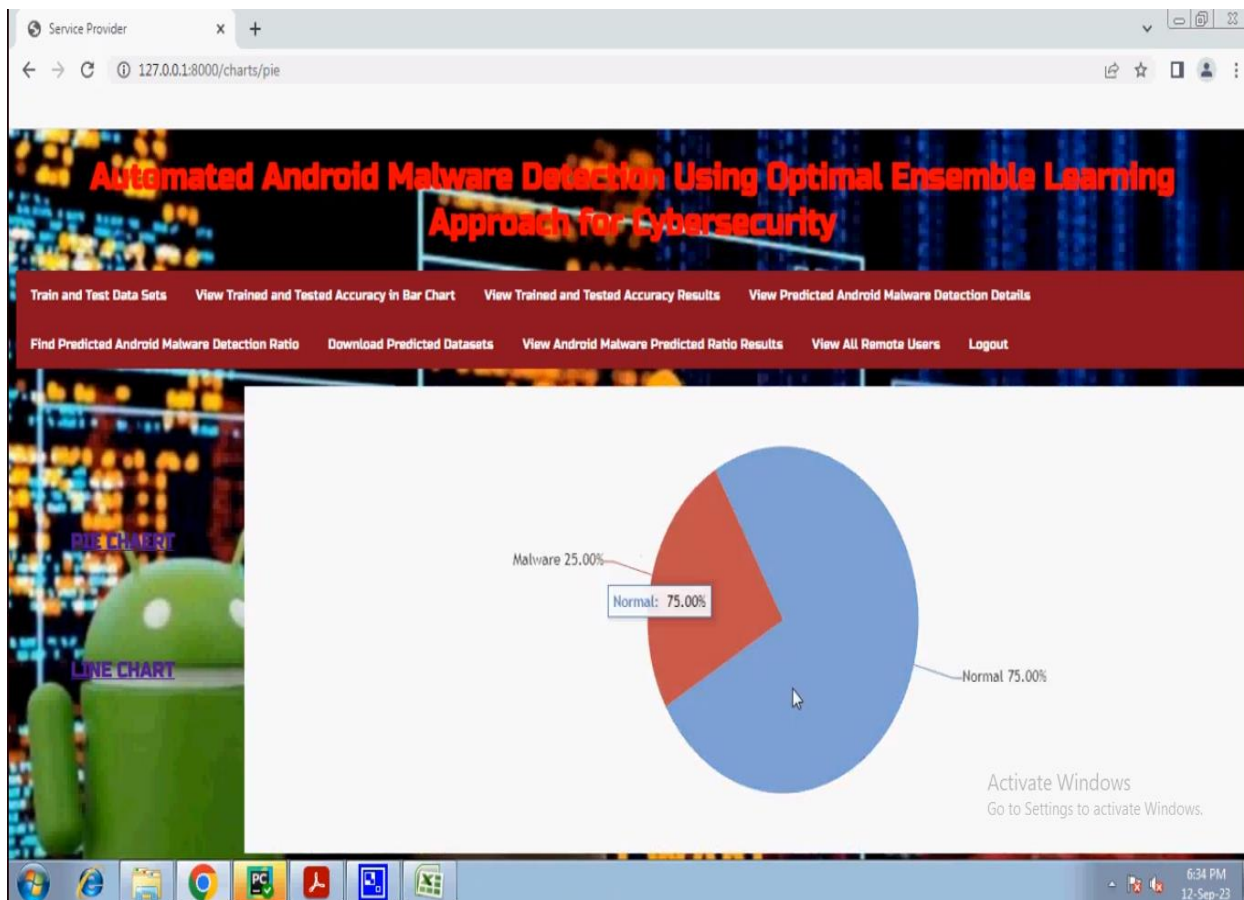 Service Provider
127.0.0.1:8000/charts/pie
Automated Android Malware Detection Using Optimal Ensemble Learning
Approach for Cybersecurity
Train and Test Data Sets View Trained and Tested Accuracy in Bar Chart View Trained and Tested Accuracy Results View Predicted Android Malware Detection Details
Find Predicted Android Malware Detection Ratio Download Predicted Datasets View Android Malware Predicted Ratio Results View All Remote Users Logout
PIE CHAERT
Malware 25.00%
Normal: 75.00%
LINE CHART
Normal 75.00%
Activate Windows
Go to Settings to activate Windows.
PC
6:34 PM
12-Sep-23